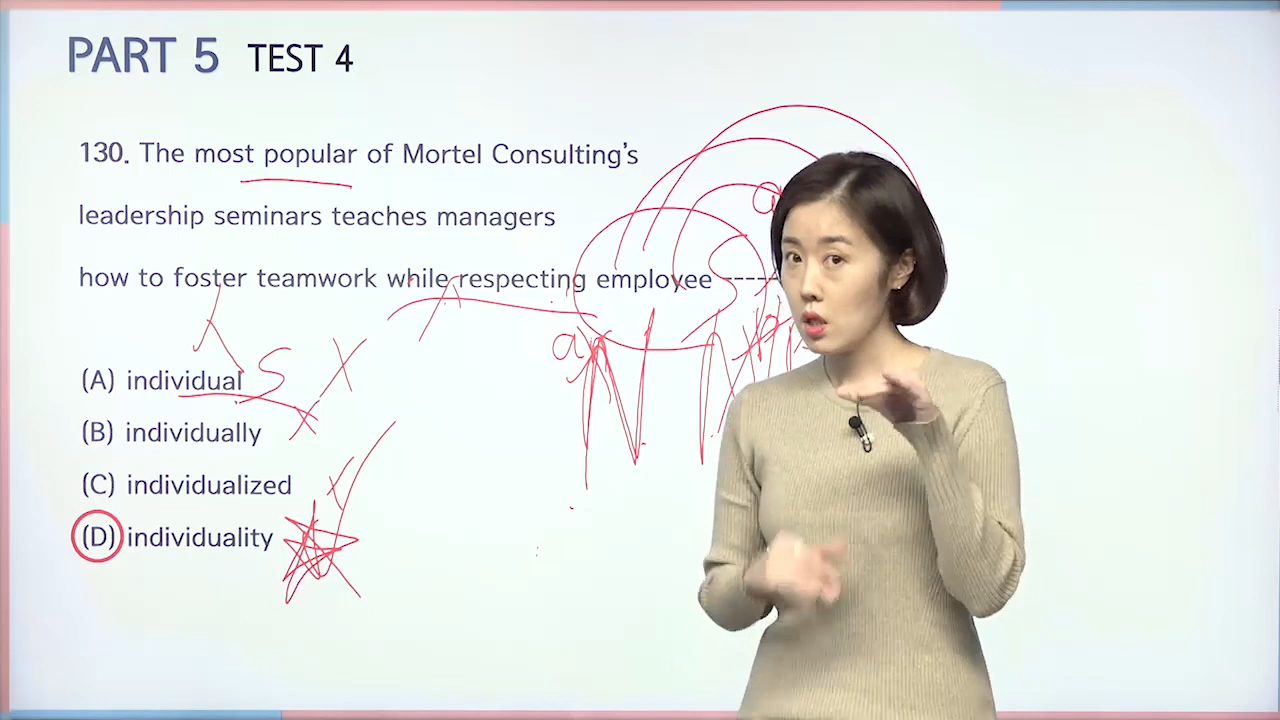 PART 5 TEST 4
130. The most popular of Mortel Consulting's
leadership seminars teaches managers
how to foster teamwork while respecting employee -----
(A) individual S X
(B) individually
(C) individualized
(D) individuality
a N N